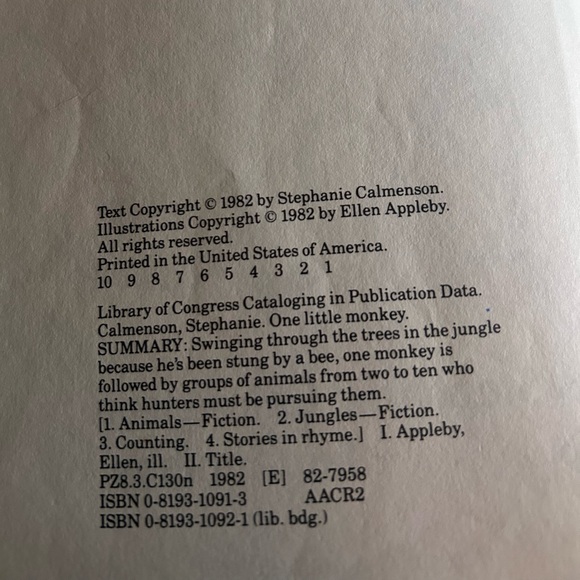 Text Copyright © 1982 by Stephanie Calmenson.
Illustrations Copyright © 1982 by Ellen Appleby.
All rights reserved.
Printed in the United States of America.
10 9 8 7 6 5 4 3 2 1
Library of Congress Cataloging in Publication Data.
Calmenson, Stephanie. One little monkey.
SUMMARY: Swinging through the trees in the jungle
because he's been stung by a bee, one monkey is
followed by groups of animals from two to ten who
think hunters must be pursuing them.
[1. Animals—Fiction. 2. Jungles—Fiction.
3. Counting. 4. Stories in rhyme.] I. Appleby,
Ellen, ill. II. Title.
PZ8.3.C130n 1982 [E] 82-7958
ISBN 0-8193-1091-3 AACR2
ISBN 0-8193-1092-1 (lib. bdg.)